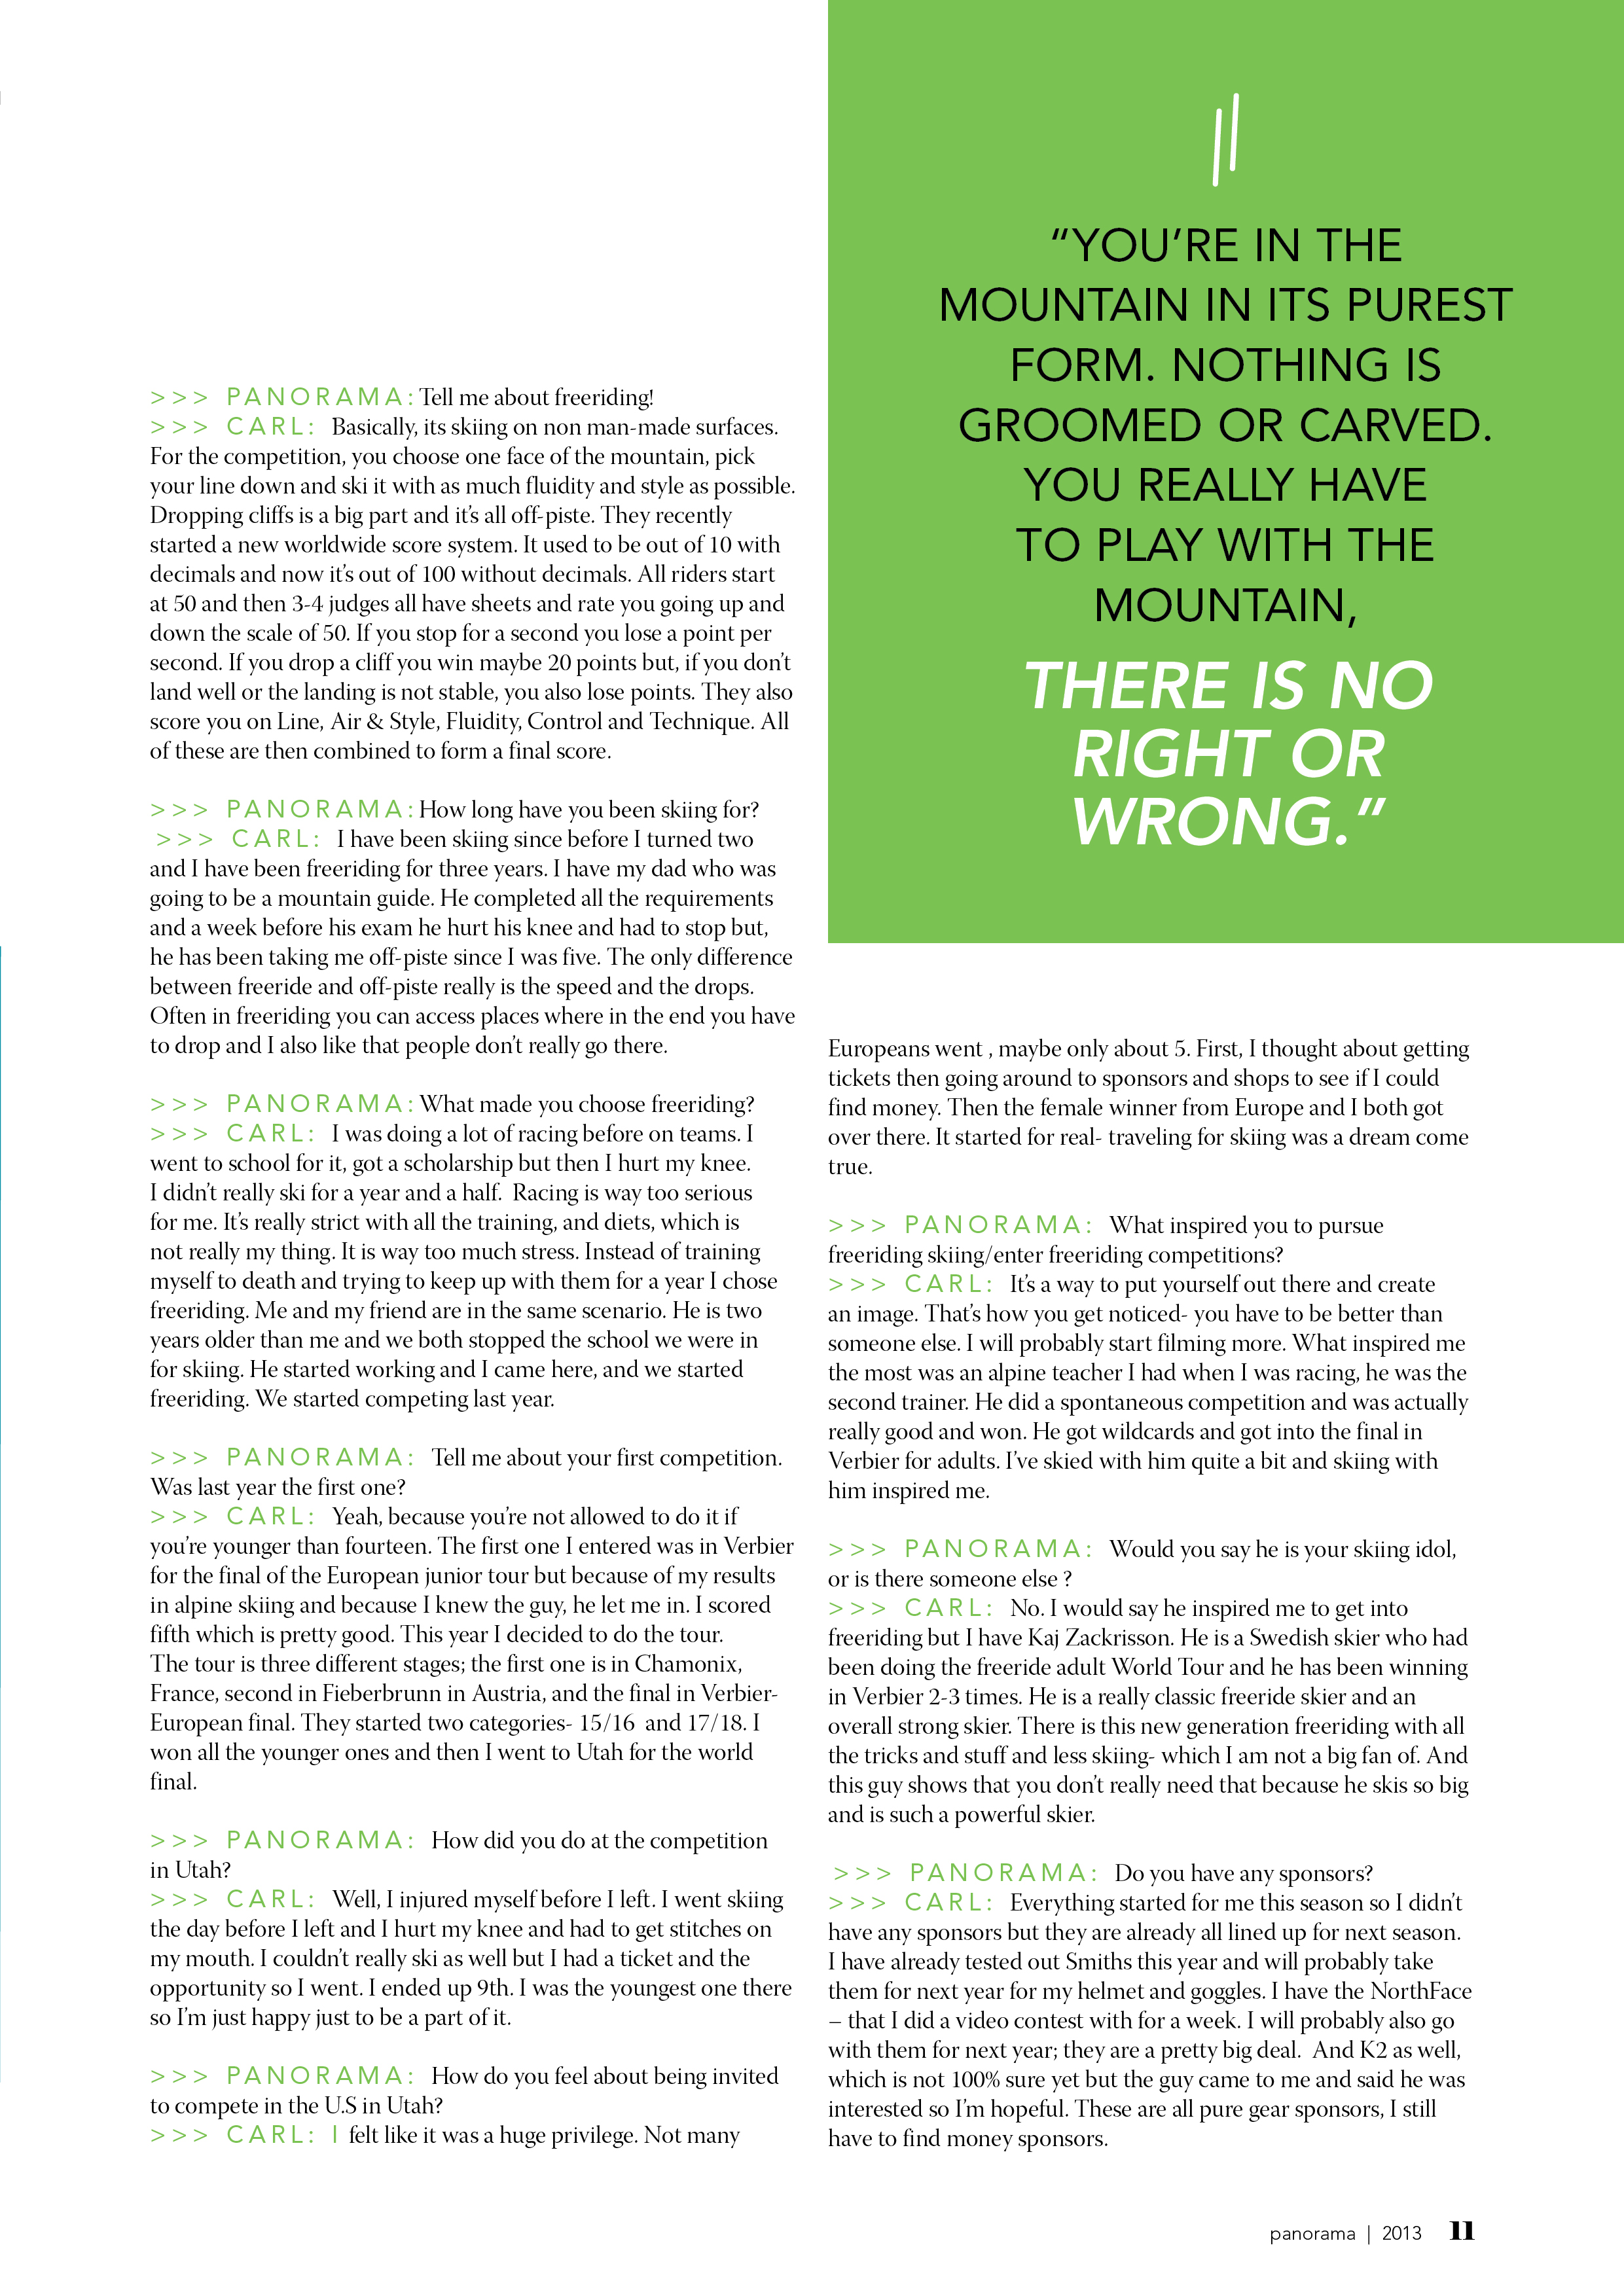 >>> PANORAMA: Tell me about freeriding!
>>> CARL: Basically, its skiing on non man-made surfaces.
For the competition, you choose one face of the mountain, pick
your line down and ski it with as much fluidity and style as possible.
Dropping cliffs is a big part and it's all off-piste. They recently
started a new worldwide score system. It used to be out of 10 with
decimals and now it's out of 100 without decimals. All riders start
at 50 and then 3-4 judges all have sheets and rate you going up and
down the scale of 50. If you stop for a second you lose a point per
second. If you drop a cliff you win maybe 20 points but, if you don't
land well or the landing is not stable, you also lose points. They also
score you on Line, Air & Style, Fluidity, Control and Technique. All
of these are then combined to form a final score.
>>> PANORAMA: How long have you been skiing for?
>>> CARL: I have been skiing since before I turned two
and I have been freeriding for three years. I have my dad who was
going to be a mountain guide. He completed all the requirements
and a week before his exam he hurt his knee and had to stop but,
he has been taking me off-piste since I was five. The only difference
between freeride and off-piste really is the speed and the drops.
Often in freeriding you can access places where in the end you have
to drop and I also like that people don't really go there.
>>> PANORAMA: What made you choose freeriding?
>>> CARL: I was doing a lot of racing before on teams. I
went to school for it, got a scholarship but then I hurt my knee.
I didn't really ski for a year and a half. Racing is way too serious
for me. It's really strict with all the training, and diets, which is
not really my thing. It is way too much stress. Instead of training
myself to death and trying to keep up with them for a year I chose
freeriding. Me and my friend are in the same scenario. He is two
years older than me and we both stopped the school we were in
for skiing. He started working and I came here, and we started
freeriding. We started competing last year.
>>> PANORAMA: Tell me about your first competition.
Was last year the first one?
>>> CARL: Yeah, because you're not allowed to do it if
you're younger than fourteen. The first one I entered was in Verbier
for the final of the European junior tour but because of my results
in alpine skiing and because I knew the guy, he let me in. I scored
fifth which is pretty good. This year I decided to do the tour.
The tour is three different stages; the first one is in Chamonix,
France, second in Fieberbrunn in Austria, and the final in Verbier-
European final. They started two categories- 15/16 and 17/18. I
won all the younger ones and then I went to Utah for the world
final.
>>> PANORAMA: How did you do at the competition
in Utah?
>>> CARL: Well, I injured myself before I left. I went skiing
the day before I left and I hurt my knee and had to get stitches on
my mouth. I couldn't really ski as well but I had a ticket and the
opportunity so I went. I ended up 9th. I was the youngest one there
so I'm just happy just to be a part of it.
>>> PANORAMA: How do you feel about being invited
to compete in the U.S in Utah?
>>> CARL: I felt like it was a huge privilege. Not many
“YOU’RE IN THE
MOUNTAIN IN ITS PUREST
FORM. NOTHING IS
GROOMED OR CARVED.
YOU REALLY HAVE
TO PLAY WITH THE
MOUNTAIN,
THERE IS NO
RIGHT OR
WRONG.”
Europeans went , maybe only about 5. First, I thought about getting
tickets then going around to sponsors and shops to see if I could
find money. Then the female winner from Europe and I both got
over there. It started for real- traveling for skiing was a dream come
true.
>>> PANORAMA: What inspired you to pursue
freeriding skiing/enter freeriding competitions?
>>> CARL: It's a way to put yourself out there and create
an image. That's how you get noticed- you have to be better than
someone else. I will probably start filming more. What inspired me
the most was an alpine teacher I had when I was racing, he was the
second trainer. He did a spontaneous competition and was actually
really good and won. He got wildcards and got into the final in
Verbier for adults. I've skied with him quite a bit and skiing with
him inspired me.
>>> PANORAMA: Would you say he is your skiing idol,
or is there someone else ?
>>> CARL: No. I would say he inspired me to get into
freeriding but I have Kaj Zackrisson. He is a Swedish skier who had
been doing the freeride adult World Tour and he has been winning
in Verbier 2-3 times. He is a really classic freeride skier and an
overall strong skier. There is this new generation freeriding with all
the tricks and stuff and less skiing- which I am not a big fan of. And
this guy shows that you don't really need that because he skis so big
and is such a powerful skier.
>>> PANORAMA: Do you have any sponsors?
>>> CARL: Everything started for me this season so I didn't
have any sponsors but they are already all lined up for next season.
I have already tested out Smiths this year and will probably take
them for next year for my helmet and goggles. I have the NorthFace
– that I did a video contest with for a week. I will probably also go
with them for next year; they are a pretty big deal. And K2 as well,
which is not 100% sure yet but the guy came to me and said he was
interested so I'm hopeful. These are all pure gear sponsors, I still
have to find money sponsors.
panorama | 2013 11